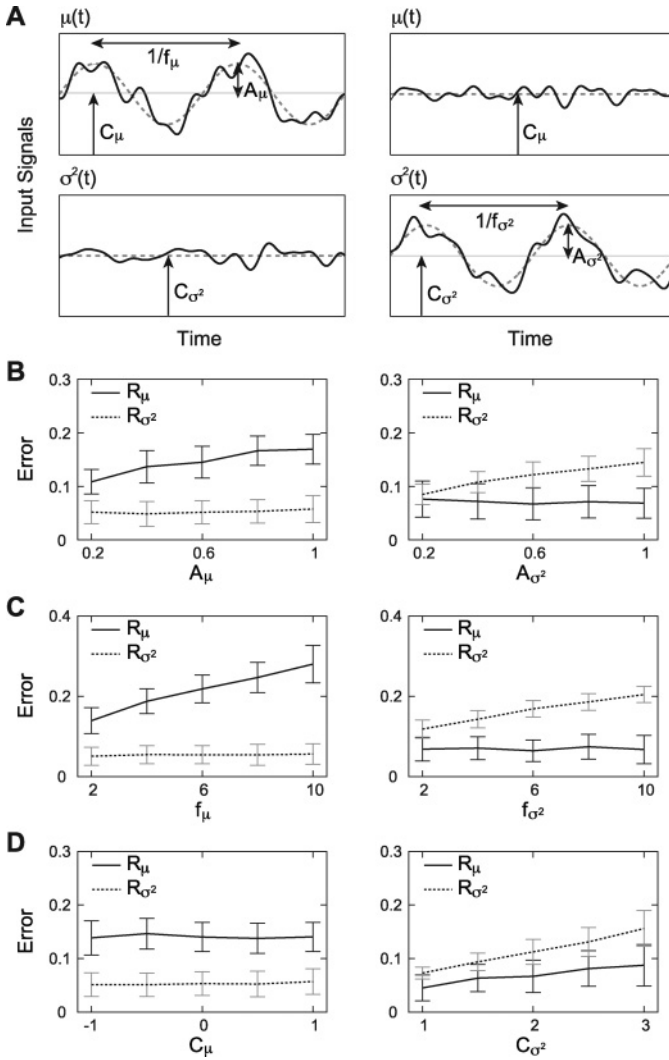 A
μ(t)
μ(t)
1/fμ
Aμ
Cμ
Cμ
Input Signals
σ²(t)
σ²(t)
1/fσ²
Aσ²
Cσ²
Cσ²
Time
Time
B
0.3
0.2
0.1
0
Error
Rμ
Rσ²
0.2
0.6
1
Aμ
0.3
0.2
0.1
0
Rμ
Rσ²
0.2
0.6
1
Aσ²
C
0.4
0.2
0
Error
Rμ
Rσ²
2
6
10
fμ
0.4
0.2
0
Rμ
Rσ²
2
6
10
fσ²
D
0.3
0.2
0.1
0
Error
Rμ
Rσ²
-1
0
1
Cμ
0.3
0.2
0.1
0
Rμ
Rσ²
1
2
3
Cσ²